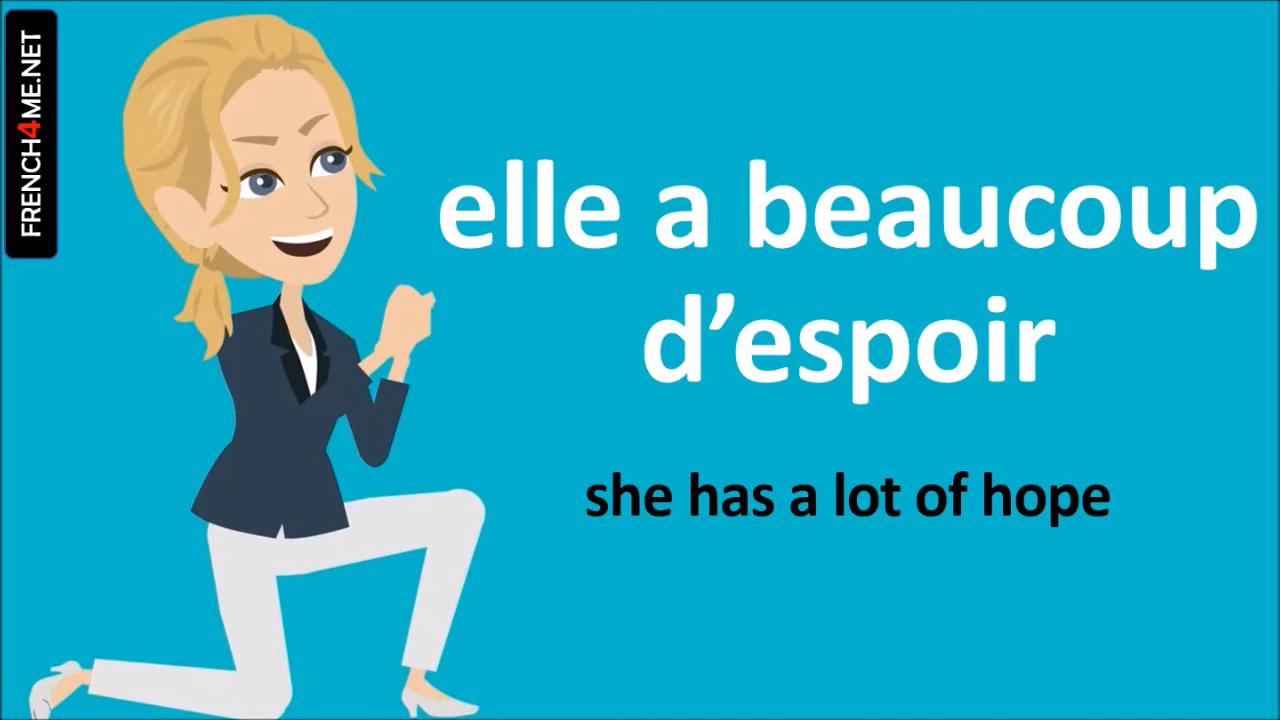 FRENCH4ME.NET
elle a beaucoup
d’espoir
she has a lot of hope